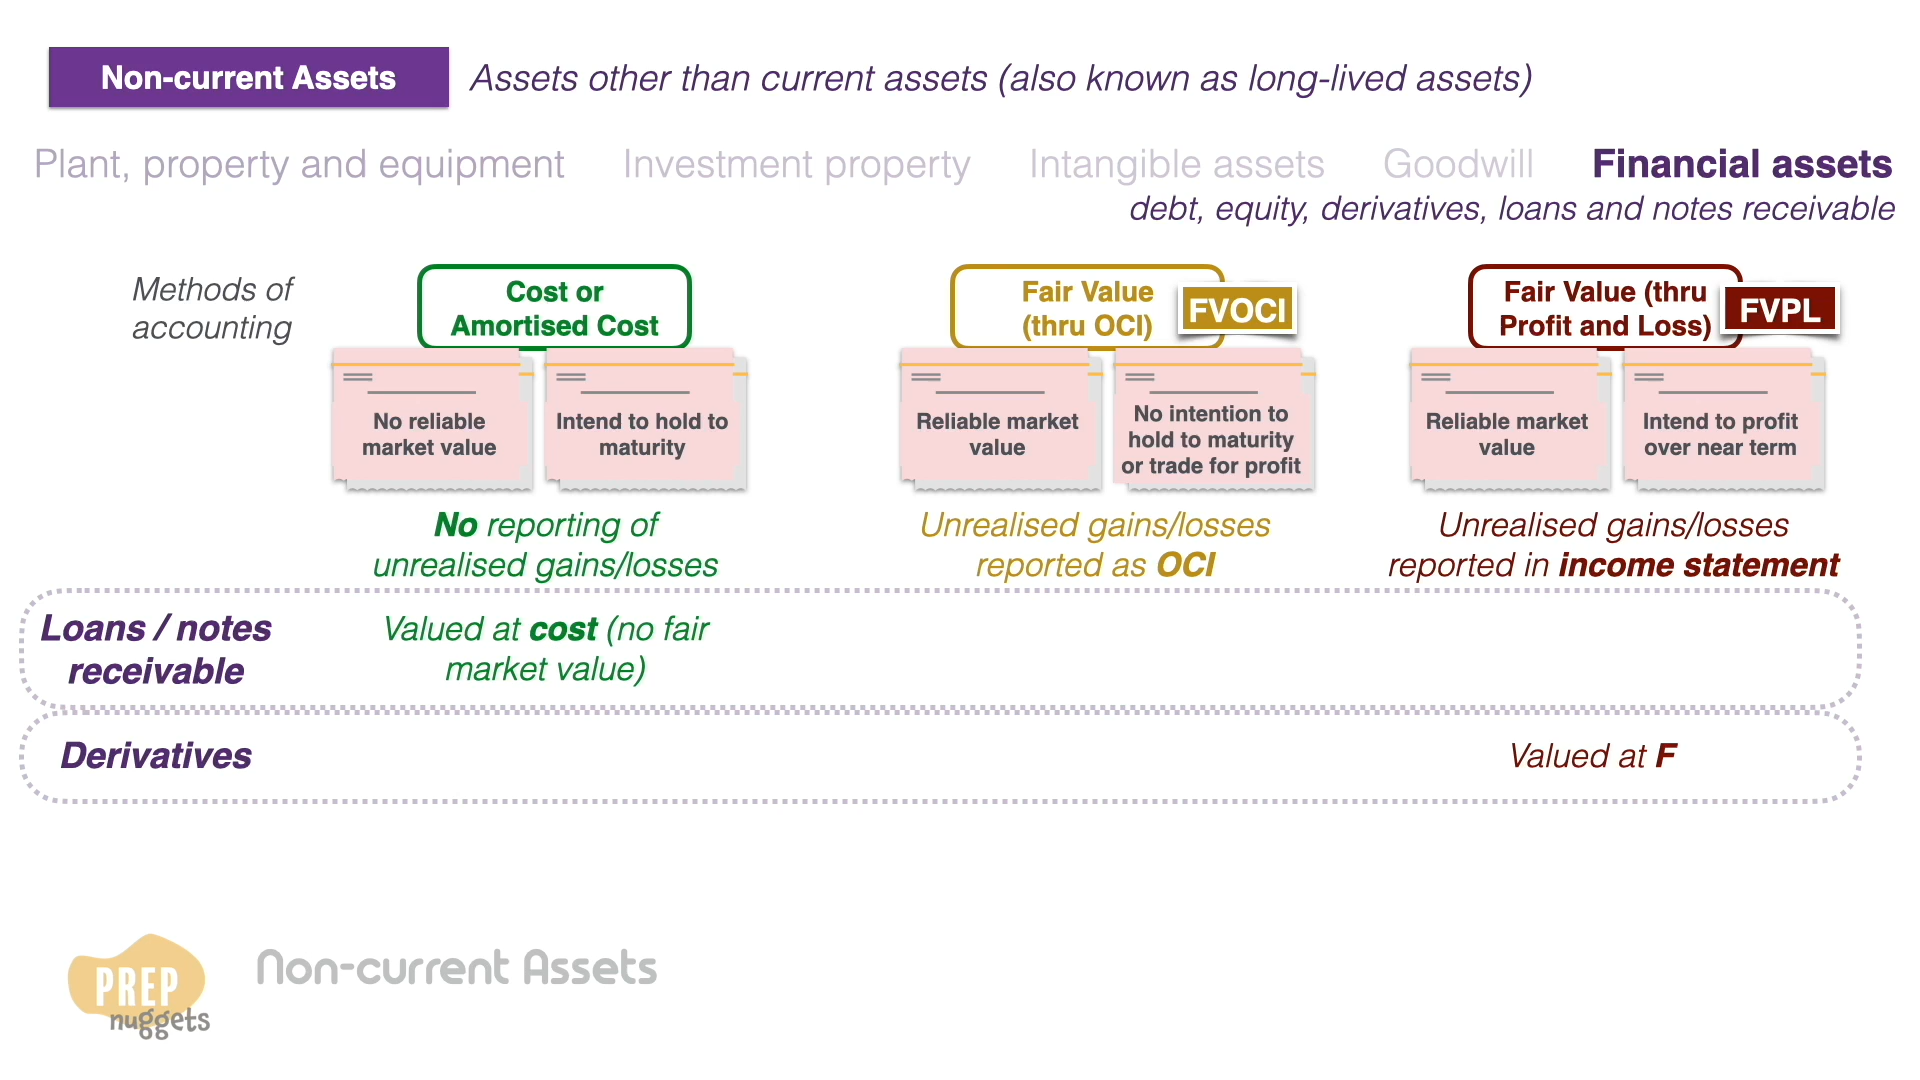 Non-current Assets
Assets other than current assets (also known as long-lived assets)
Plant, property and equipment
Investment property
Intangible assets
Goodwill
Financial assets
debt, equity, derivatives, loans and notes receivable
Methods of
accounting
Cost or
Amortised Cost
Fair Value
(thru OCI)
FVOCI
Fair Value (thru
Profit and Loss)
FVPL
No reliable
market value
Intend to hold to
maturity
Reliable market
value
No intention to
hold to maturity
or trade for profit
Reliable market
value
Intend to profit
over near term
No reporting of
unrealised gains/losses
Unrealised gains/losses
reported as OCI
Unrealised gains/losses
reported in income statement
Loans / notes
receivable
Valued at cost (no fair
market value)
Derivatives
Valued at F
PREP
nuggets
Non-current Assets